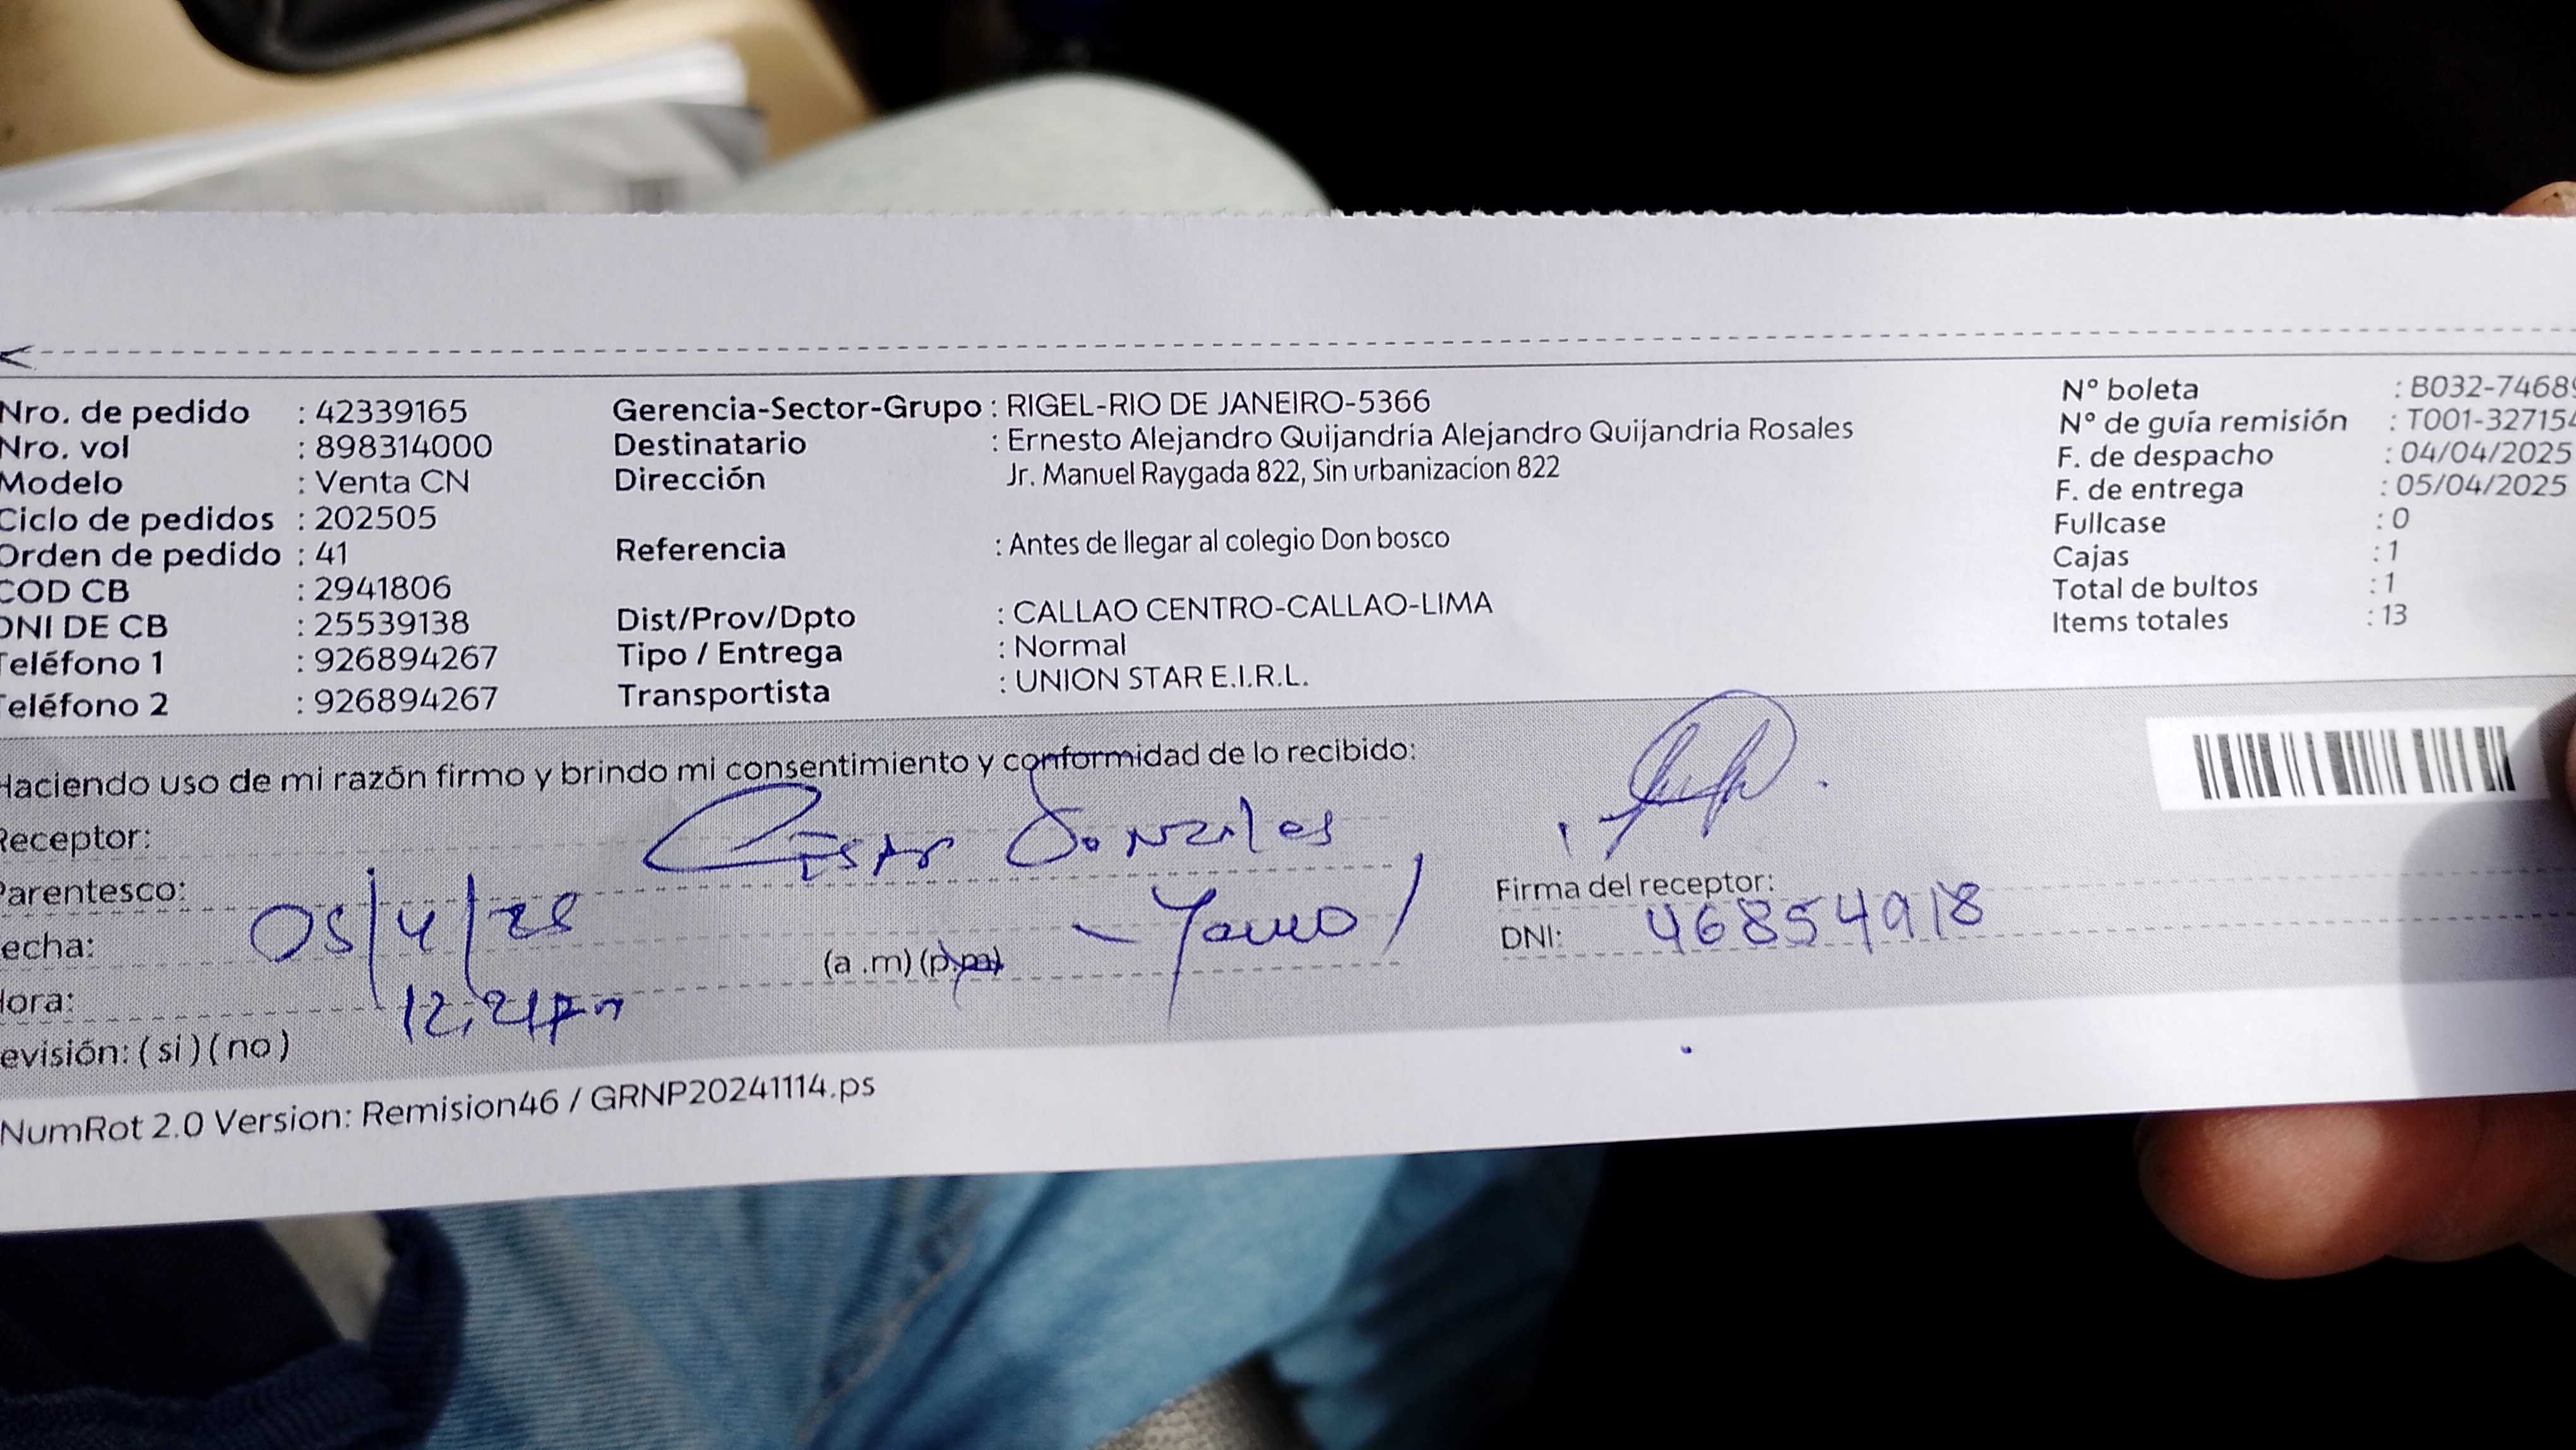 Nro. de pedido : 42339165 Gerencia-Sector-Grupo : RIGEL-RIO DE JANEIRO-5366 N° boleta : B032-7468
Nro. vol : 898314000 Destinatario : Ernesto Alejandro Quijandria Alejandro Quijandria Rosales N° de guía remisión : T001-327154
Modelo : Venta CN Dirección Jr. Manuel Raygada 822, Sin urbanizacion 822 F. de despacho : 04/04/2025
Ciclo de pedidos : 202505 F. de entrega : 05/04/2025
Orden de pedido : 41 Referencia : Antes de llegar al colegio Don bosco Fullcase : 0
COD CB : 2941806 Cajas : 1
DNI DE CB : 25539138 Dist/Prov/Dpto : CALLAO CENTRO-CALLAO-LIMA Total de bultos : 1
Teléfono 1 : 926894267 Tipo / Entrega : Normal Items totales : 13
Teléfono 2 : 926894267 Transportista : UNION STAR E.I.R.L.
Haciendo uso de mi razón firmo y brindo mi consentimiento y conformidad de lo recibido:
Receptor:
Parentesco: Firma del receptor:
echa: 05/4/25 DNI: 46854918
(a .m) (p.m)
Hora:
evisión: ( si ) ( no )
NumRot 2.0 Version: Remision46 / GRNP20241114.ps